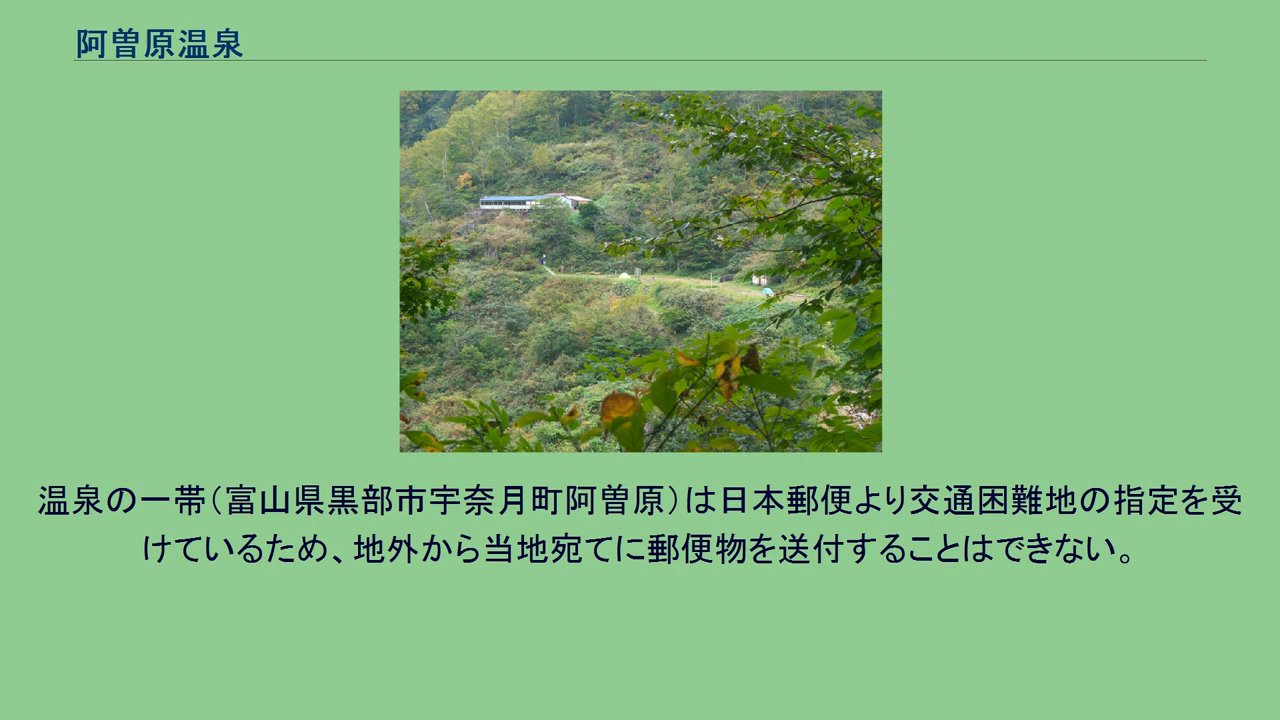 阿曽原温泉
温泉の一帯（富山県黒部市宇奈月町阿曽原）は日本郵便より交通困難地の指定を受
けているため、地外から当地宛てに郵便物を送付することはできない。